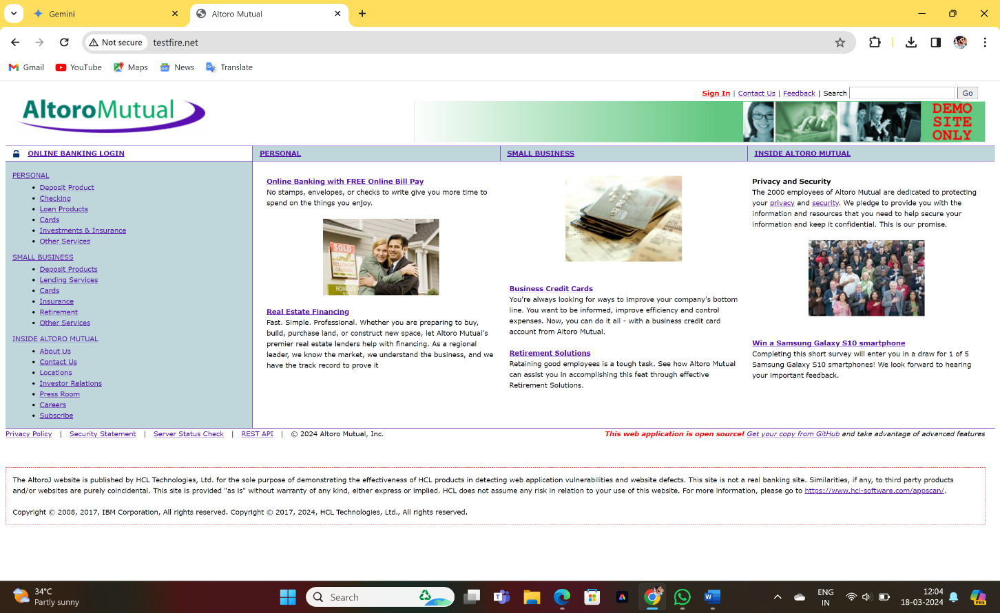 Gemini
Altoro Mutual
Not secure
testfire.net
Gmail
YouTube
Maps
News
Translate
Sign In | Contact Us | Feedback | Search
Go
AltoroMutual
DEMO
SITE
ONLY
ONLINE BANKING LOGIN
PERSONAL
SMALL BUSINESS
INSIDE ALTORO MUTUAL
PERSONAL
Deposit Product
Checking
Loan Products
Cards
Investments & Insurance
Other Services
SMALL BUSINESS
Deposit Products
Lending Services
Cards
Insurance
Retirement
Other Services
INSIDE ALTORO MUTUAL
About Us
Contact Us
Locations
Investor Relations
Press Room
Careers
Subscribe
Online Banking with FREE Online Bill Pay
No stamps, envelopes, or checks to write give you more time to
spend on the things you enjoy.
SOLD
Real Estate Financing
Fast. Simple. Professional. Whether you are preparing to buy,
build, purchase land, or construct new space, let Altoro Mutual's
premier real estate lenders help with financing. As a regional
leader, we know the market, we understand the business, and we
have the track record to prove it
Business Credit Cards
You're always looking for ways to improve your company's bottom
line. You want to be informed, improve efficiency and control
expenses. Now, you can do it all - with a business credit card
account from Altoro Mutual.
Retirement Solutions
Retaining good employees is a tough task. See how Altoro Mutual
can assist you in accomplishing this feat through effective
Retirement Solutions.
Privacy and Security
The 2000 employees of Altoro Mutual are dedicated to protecting
your privacy and security. We pledge to provide you with the
information and resources that you need to help secure your
information and keep it confidential. This is our promise.
Win a Samsung Galaxy S10 smartphone
Completing this short survey will enter you in a draw for 1 of 5
Samsung Galaxy S10 smartphones! We look forward to hearing
your important feedback.
Privacy Policy | Security Statement | Server Status Check | REST API | © 2024 Altoro Mutual, Inc.
This web application is open source! Get your copy from GitHub and take advantage of advanced features
The AltoroJ website is published by HCL Technologies, Ltd. for the sole purpose of demonstrating the effectiveness of HCL products in detecting web application vulnerabilities and website defects. This site is not a real banking site. Similarities, if any, to third party products
and/or websites are purely coincidental. This site is provided "as is" without warranty of any kind, either express or implied. HCL does not assume any risk in relation to your use of this website. For more information, please go to https://www.hcl-software.com/appscan/.
Copyright © 2008, 2017, IBM Corporation, All rights reserved. Copyright © 2017, 2024, HCL Technologies, Ltd., All rights reserved.
34°C
Partly sunny
Search
ENG
IN
12:04
18-03-2024
PRE